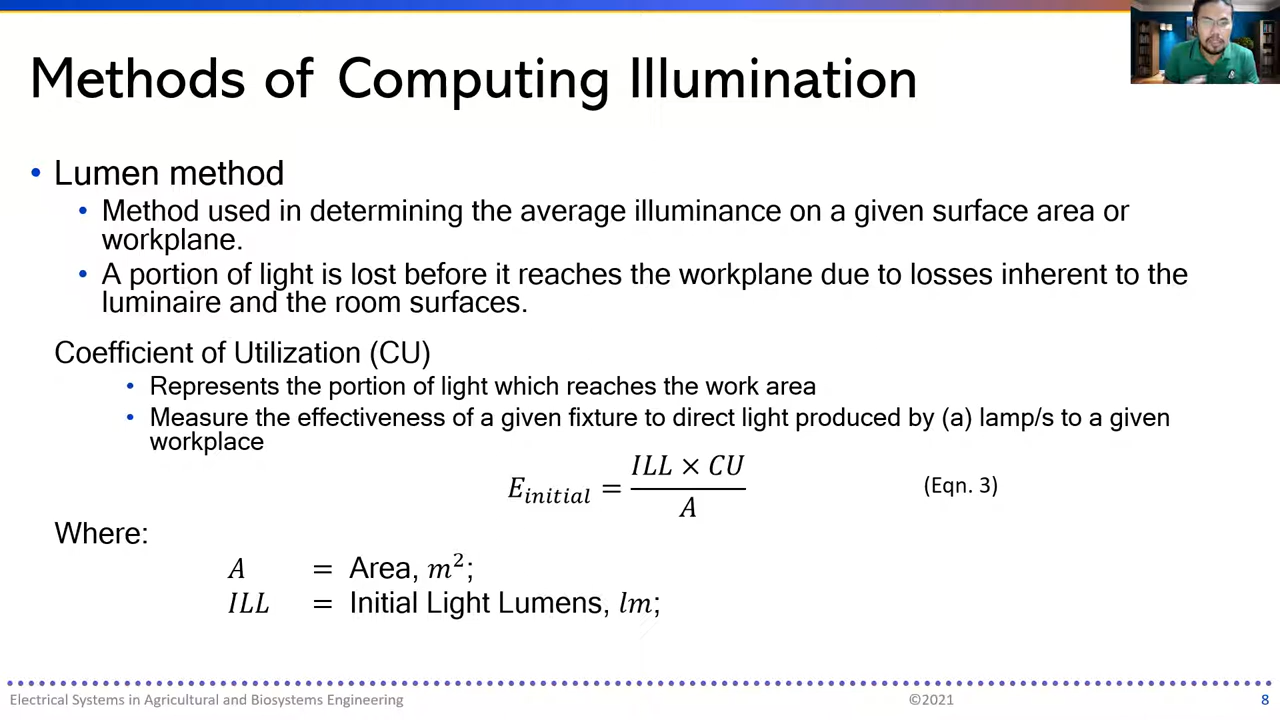 Methods of Computing Illumination
• Lumen method
• Method used in determining the average illuminance on a given surface area or
workplane.
• A portion of light is lost before it reaches the workplane due to losses inherent to the
luminaire and the room surfaces.
Coefficient of Utilization (CU)
• Represents the portion of light which reaches the work area
• Measure the effectiveness of a given fixture to direct light produced by (a) lamp/s to a given
workplace
E_{initial} = \frac{ILL × CU}{A} (Eqn. 3)
Where:
A = Area, m²;
ILL = Initial Light Lumens, lm;
Electrical Systems in Agricultural and Biosystems Engineering ©2021 8